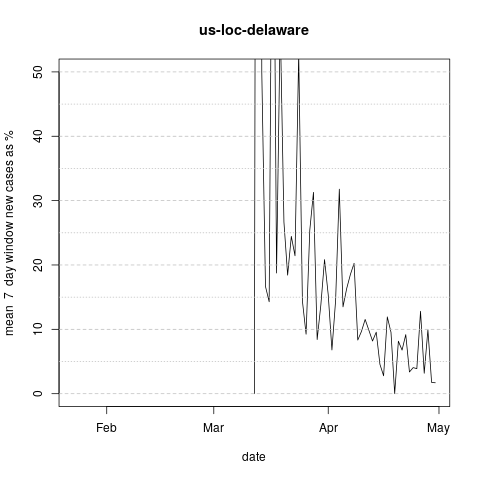 us-loc-delaware
mean 7 day window new cases as %
50
40
30
20
10
0
Feb
Mar
Apr
May
date